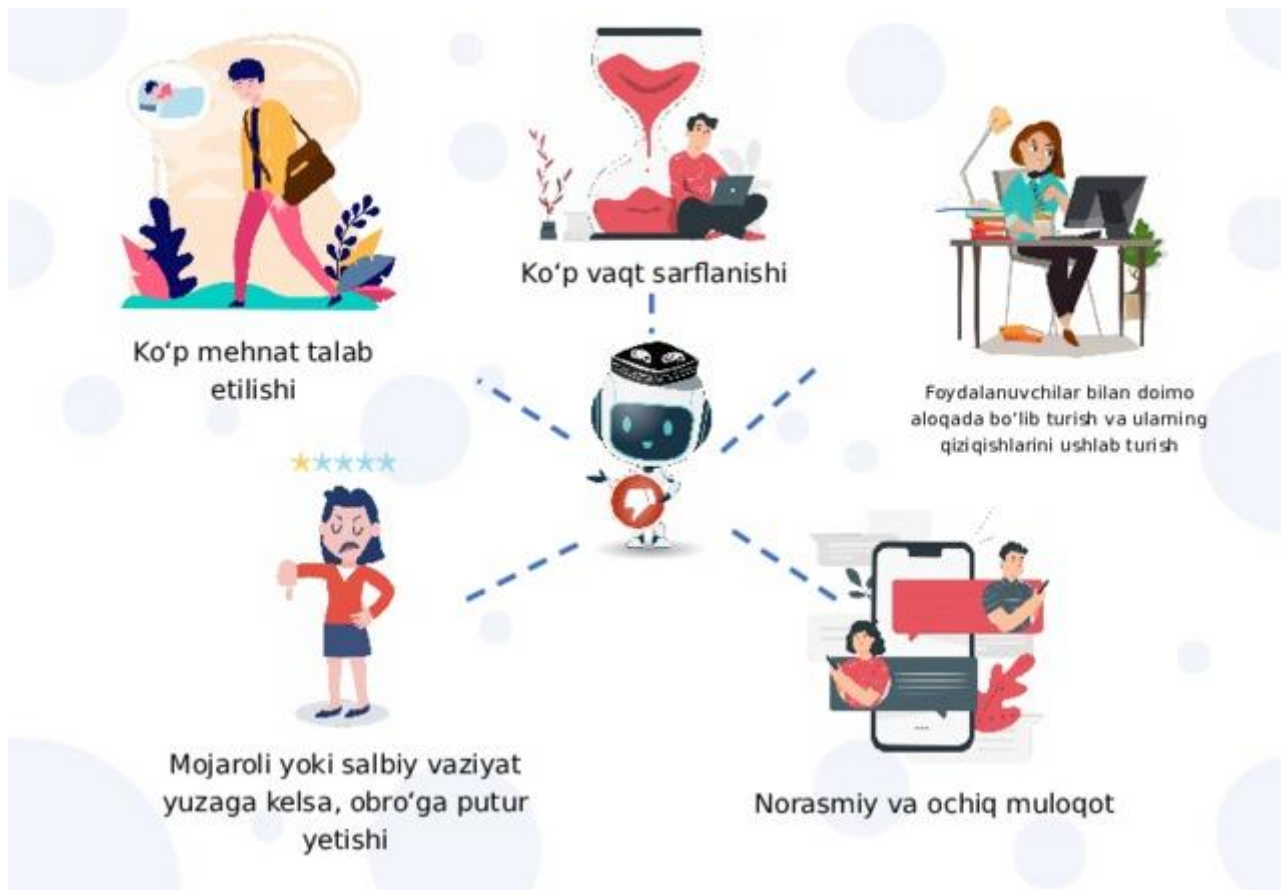 Ko‘p vaqt sarflanishi
Ko‘p mehnat talab
etilishi
Foydalanuvchilar bilan doimo
aloqada bo‘lib turish va ularning
qiziqishlarini ushlab turish
Mojaroli yoki salbiy vaziyat
yuzaga kelsa, obro‘ga putur
yetishi
Norasmiy va ochiq muloqot